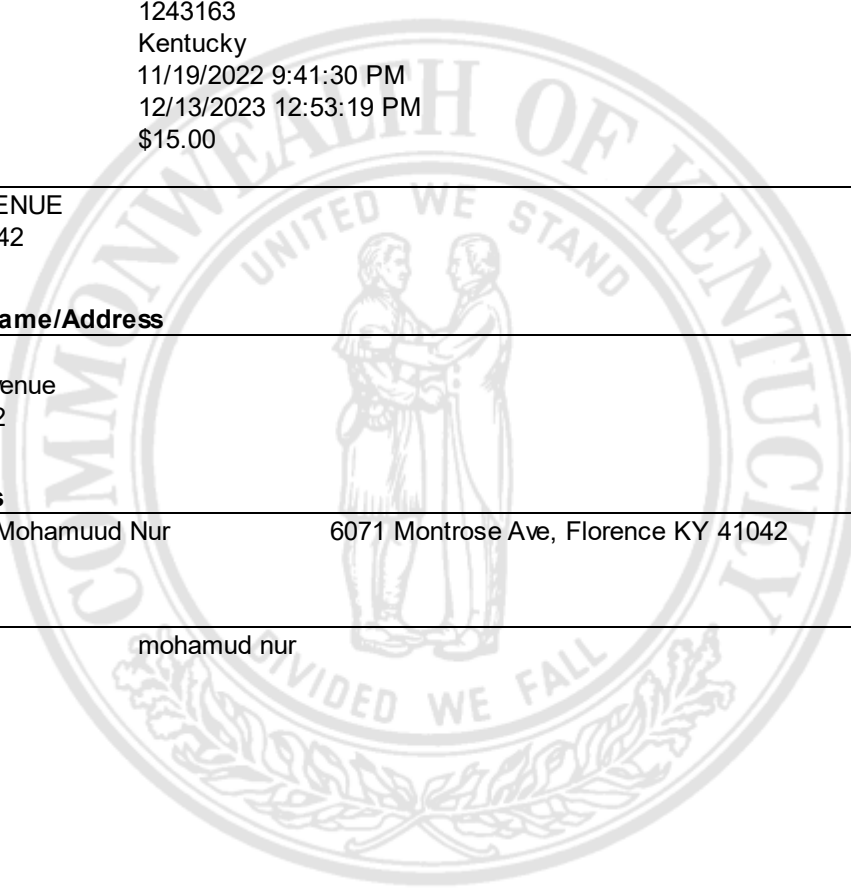 1243163
Kentucky
11/19/2022 9:41:30 PM
12/13/2023 12:53:19 PM
$15.00
ENUE
42
ame/Address
enue
2
s
Mohamuud Nur 6071 Montrose Ave, Florence KY 41042
mohamud nur
COMMONWEALTH OF KENTUCKY
UNITED WE STAND
DIVIDED WE FALL